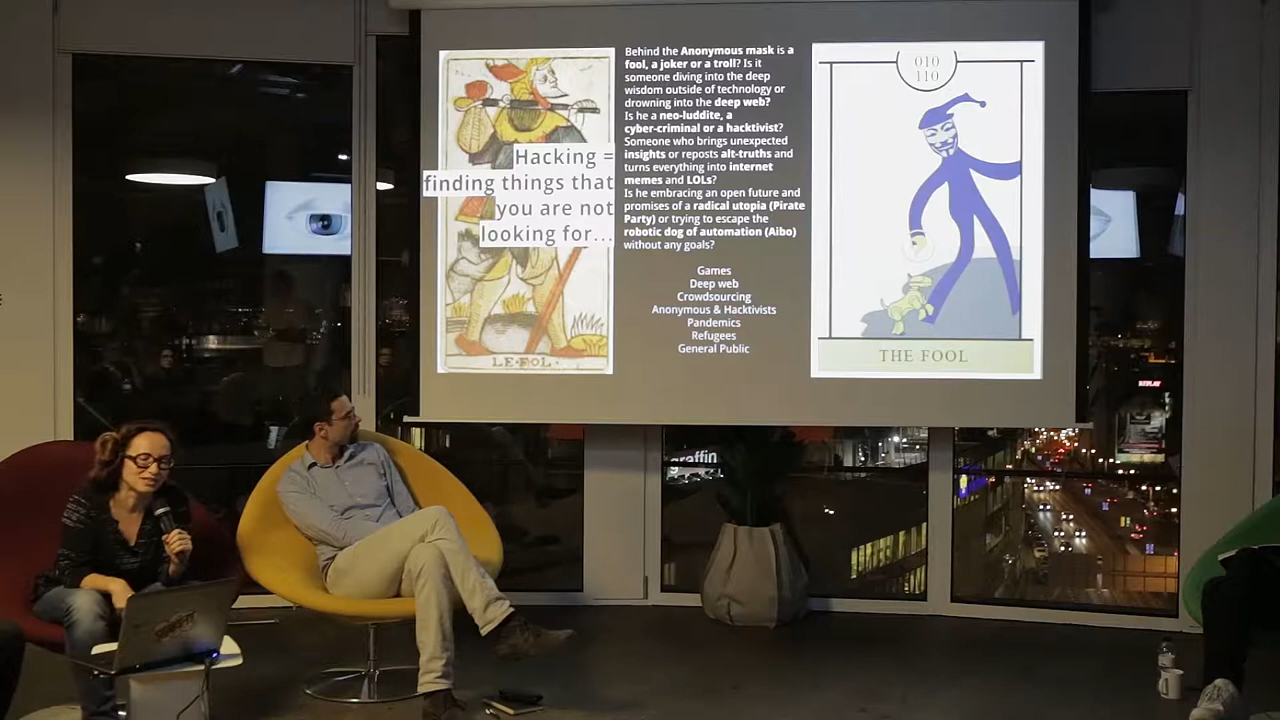 Hacking =
finding things that
you are not
looking for...
LE·FOL·
Behind the Anonymous mask is a
fool, a joker or a troll? Is it
someone diving into the deep
wisdom outside of technology or
drowning into the deep web?
Is he a neo-luddite, a
cyber-criminal or a hacktivist?
Someone who brings unexpected
insights or reposts alt-truths and
turns everything into internet
memes and LOLs?
Is he embracing an open future and
promises of a radical utopia (Pirate
Party) or trying to escape the
robotic dog of automation (Aibo)
without any goals?
Games
Deep web
Crowdsourcing
Anonymous & Hacktivists
Pandemics
Refugees
General Public
010
110
THE FOOL
REPLAY
graffin